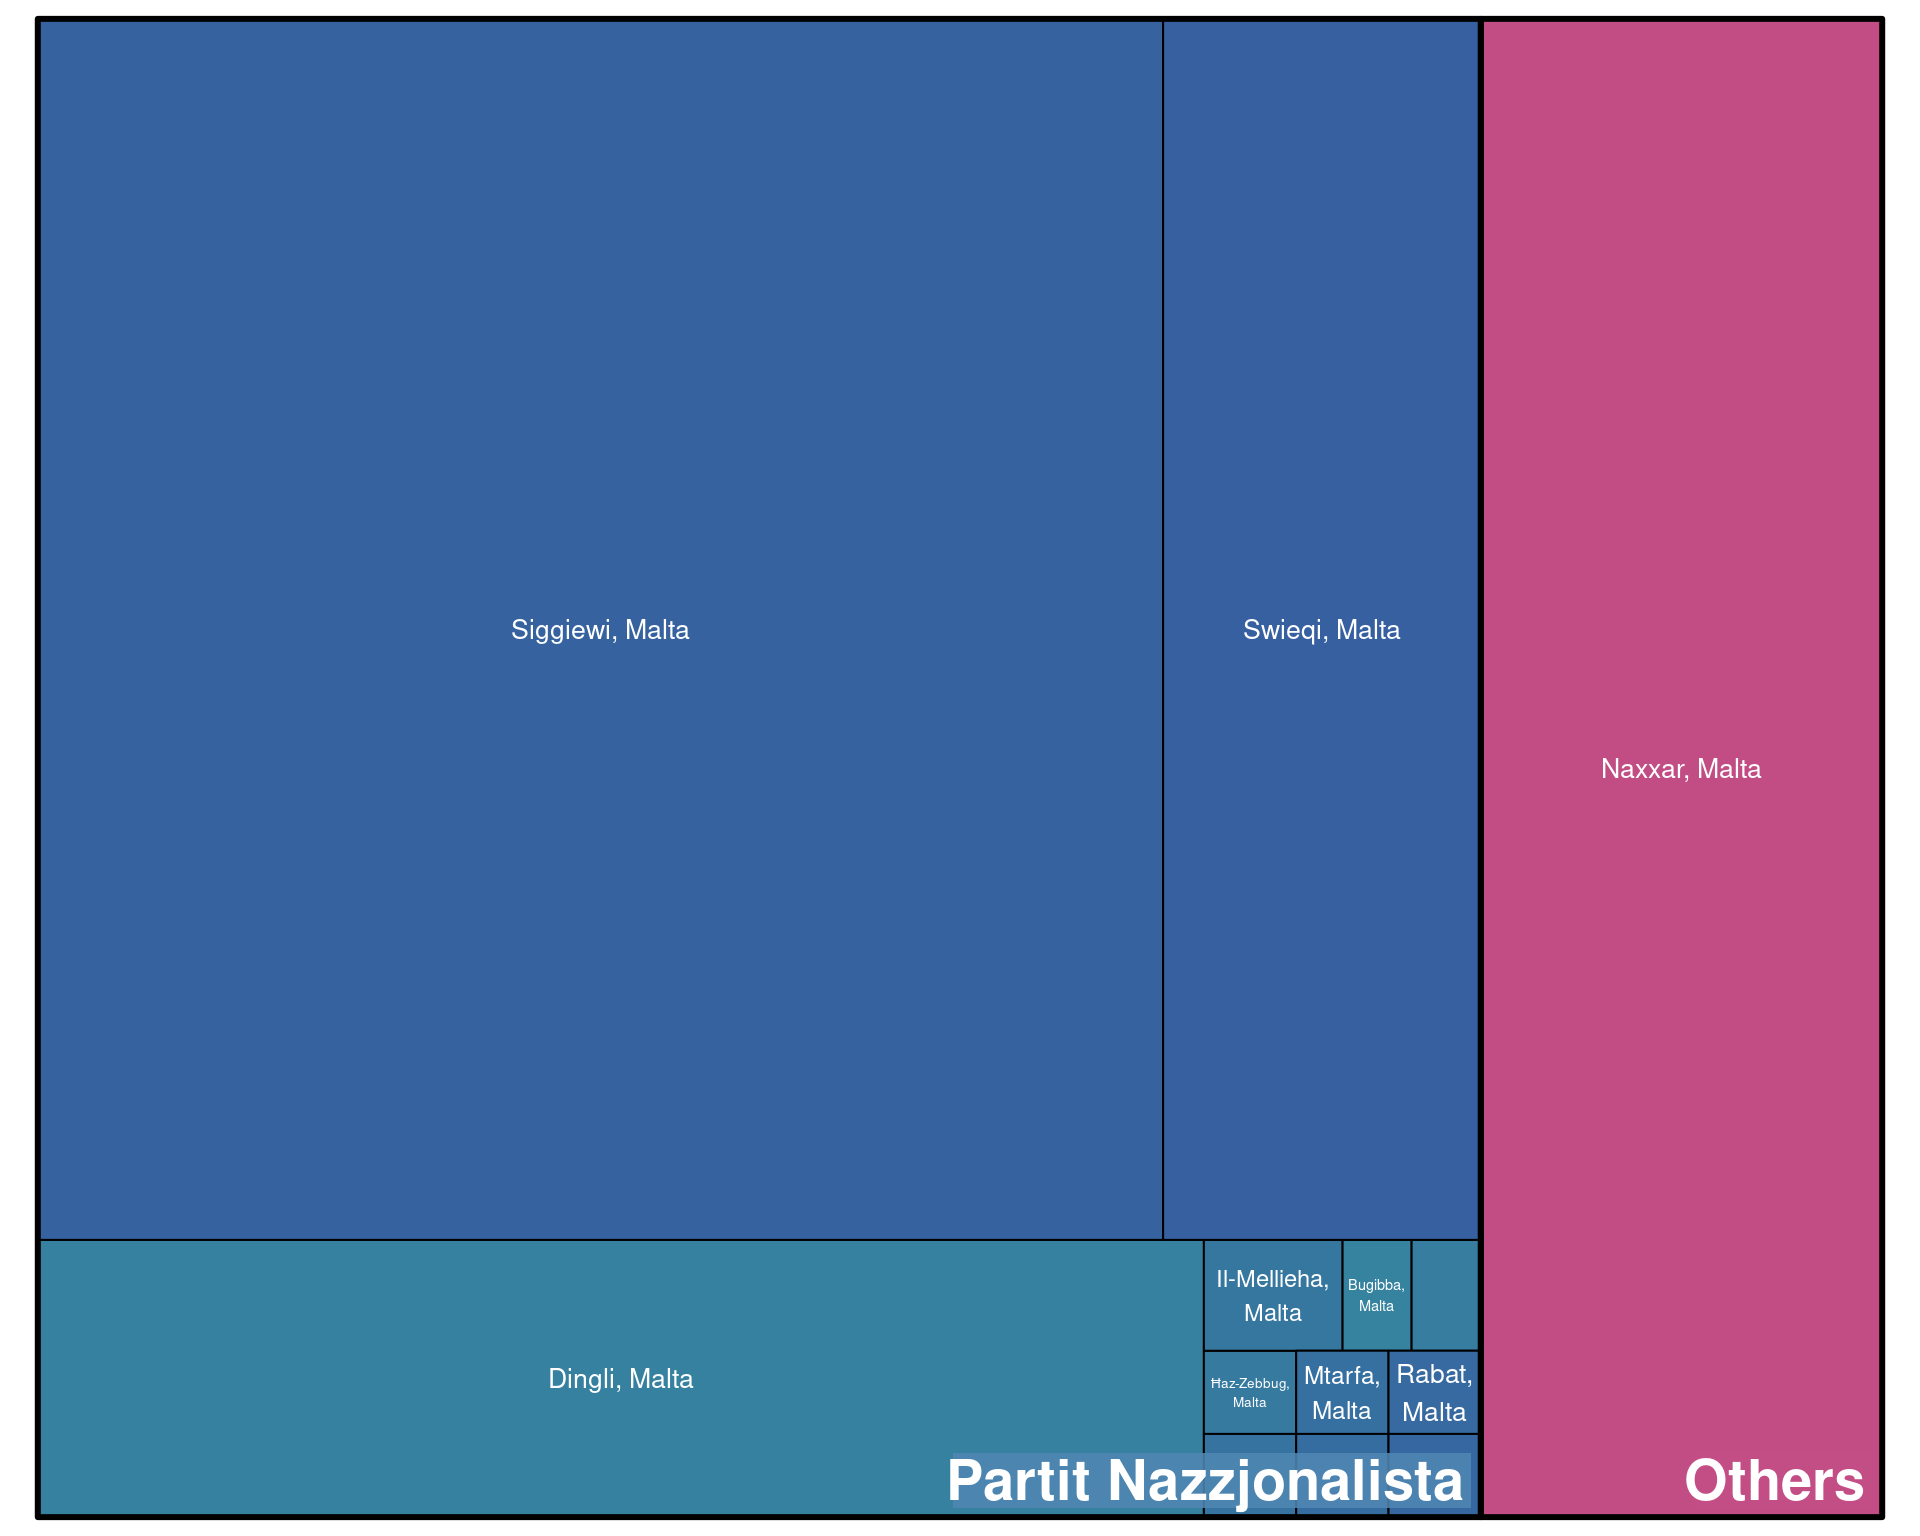 Siggiewi, Malta
Swieqi, Malta
Naxxar, Malta
Dingli, Malta
Il-Mellieha,
Malta
Bugibba,
Malta
Ħaz-Zebbug,
Malta
Mtarfa,
Malta
Rabat,
Malta
Partit Nazzjonalista
Others